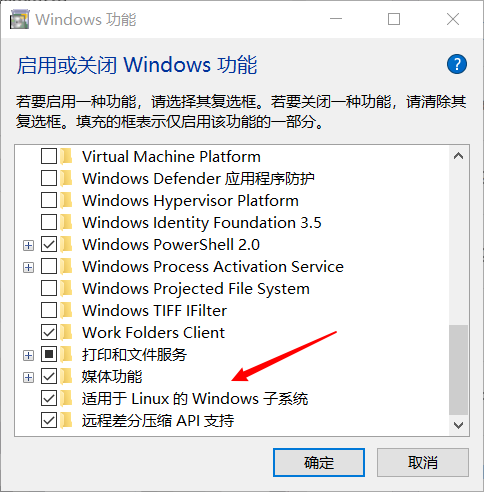 Windows 功能
启用或关闭 Windows 功能
?
若要启用一种功能，请选择其复选框。若要关闭一种功能，请清除其
复选框。填充的框表示仅启用该功能的一部分。
Virtual Machine Platform
Windows Defender 应用程序防护
Windows Hypervisor Platform
Windows Identity Foundation 3.5
Windows PowerShell 2.0
Windows Process Activation Service
Windows Projected File System
Windows TIFF IFilter
Work Folders Client
打印和文件服务
媒体功能
适用于 Linux 的 Windows 子系统
远程差分压缩 API 支持
确定
取消